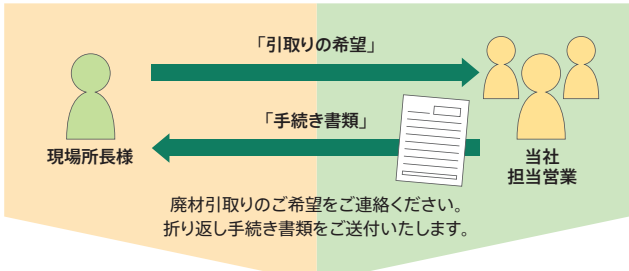 「引取りの希望」
「手続き書類」
現場所長様
当社
担当営業
廃材引取りのご希望をご連絡ください。
折り返し手続き書類をご送付いたします。